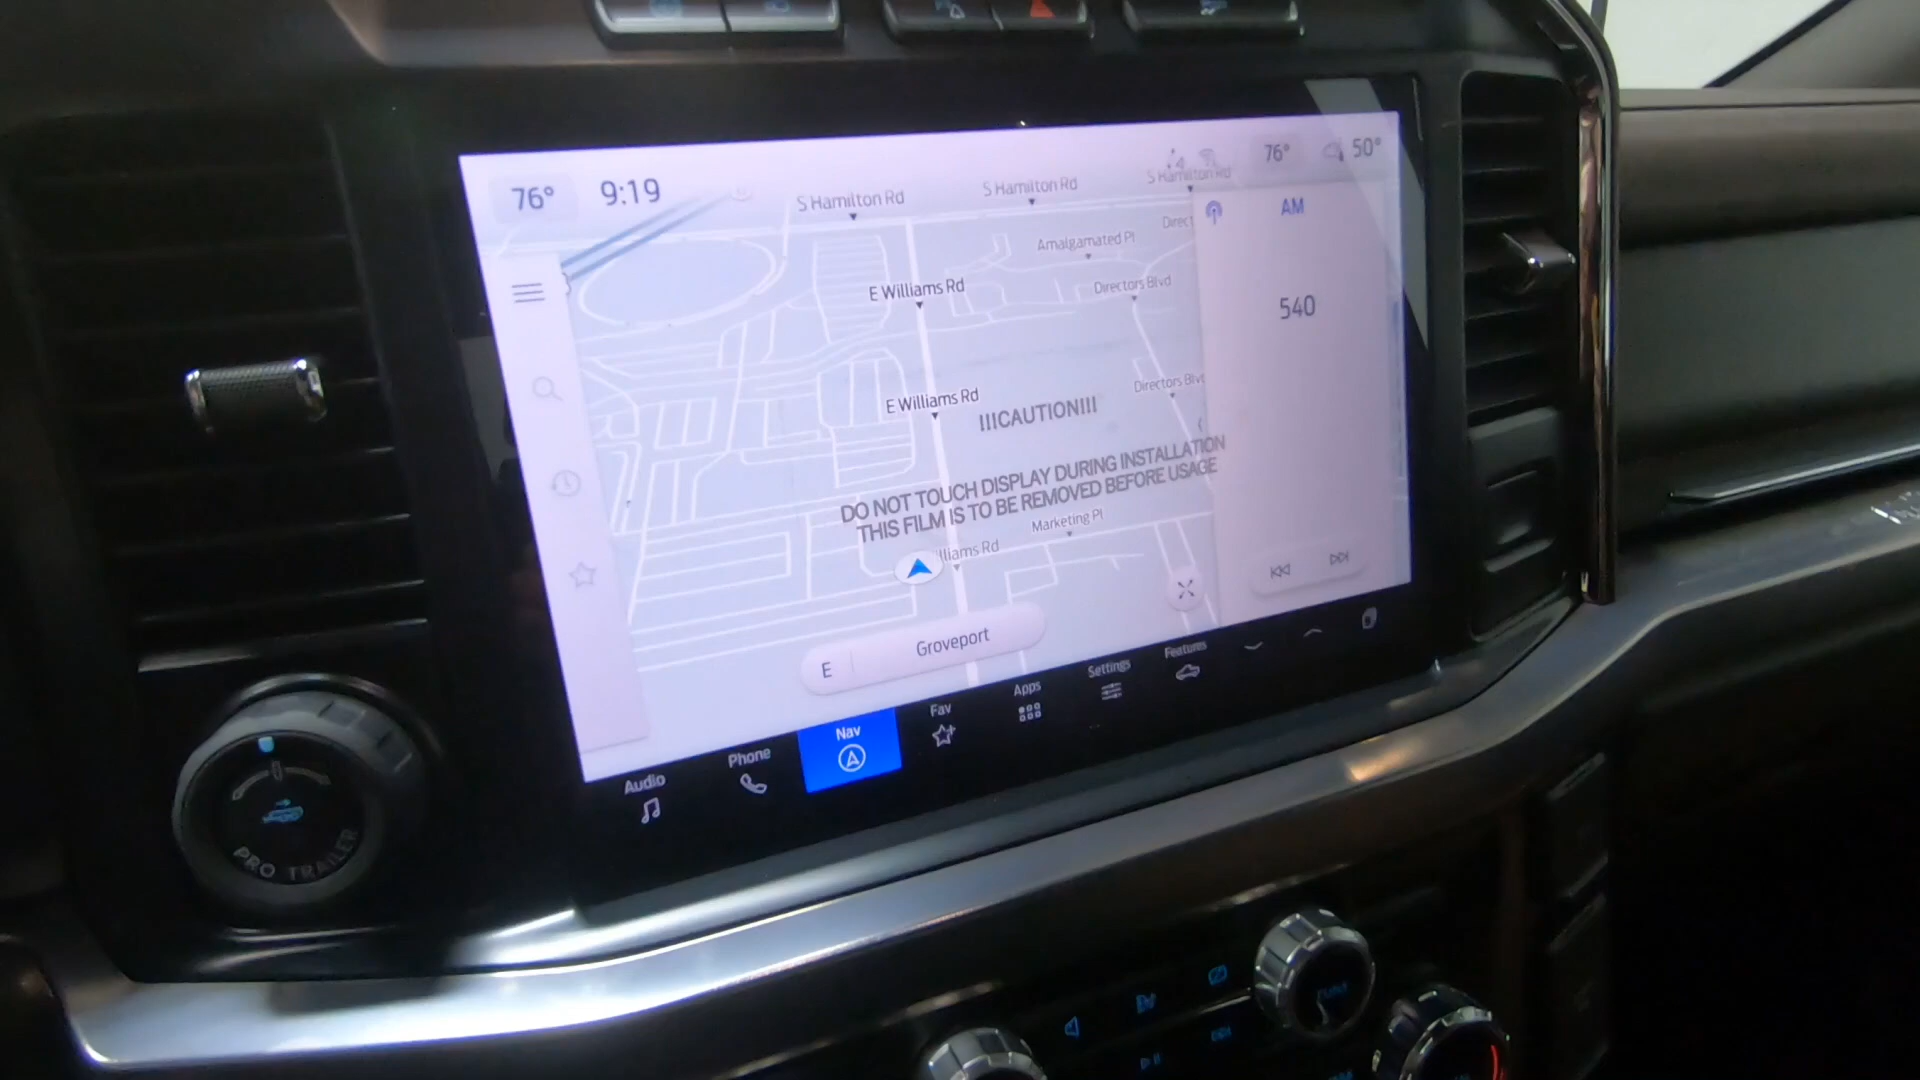 76° 9:19
76° 50°
S Hamilton Rd
S Hamilton Rd
S Hamilton Rd
AM
Direct
Amalgamated Pl
E Williams Rd
Directors Blvd
540
Directors Blvd
E Williams Rd
!!!CAUTION!!!
DO NOT TOUCH DISPLAY DURING INSTALLATION
THIS FILM IS TO BE REMOVED BEFORE USAGE
Marketing Pl
lliams Rd
E Groveport
Audio
Phone
Nav
Fav
Apps
Settings
Features
PRO TRAILER